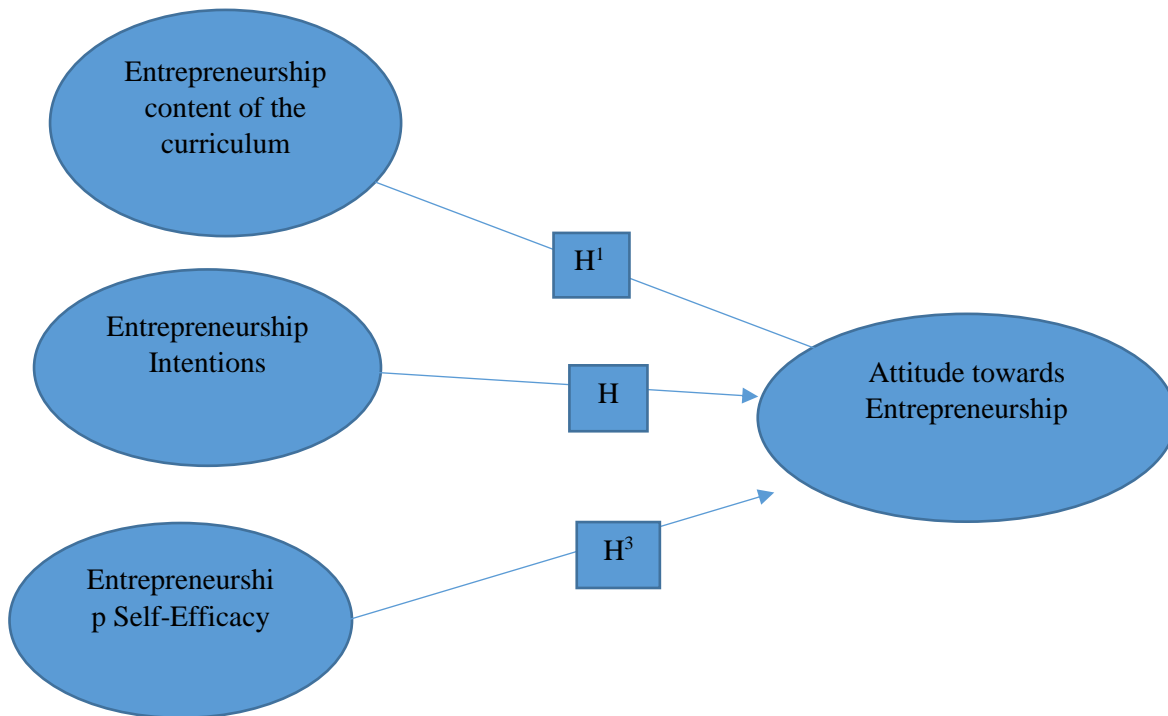 Entrepreneurship
content of the
curriculum
H¹
Entrepreneurship
Intentions
H
Attitude towards
Entrepreneurship
Entrepreneurshi
p Self-Efficacy
H³